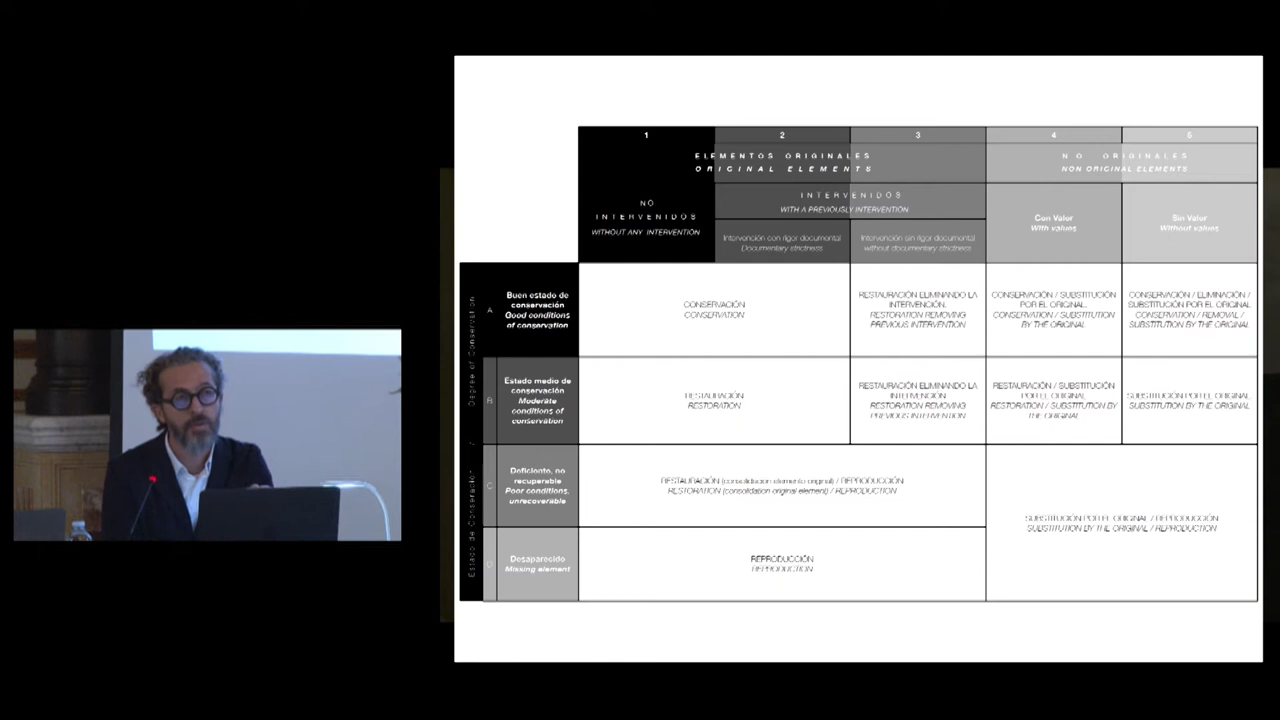 1
2
3
4
5
ELEMENTOS ORIGINALES
ORIGINAL ELEMENTS
NO ORIGINALES
NON ORIGINAL ELEMENTS
NO
INTERVENIDOS
WITHOUT ANY INTERVENTION
INTERVENIDOS
WITH A PREVIOUSLY INTERVENTION
Intervención con rigor documental
Documentary strictness
Intervención sin rigor documental
without documentary strictness
Con Valor
With values
Sin Valor
Without values
Estado de Conseración / Degree of Conservation
A
Buen estado de
conservación
Good conditions
of conservation
CONSERVACIÓN
CONSERVATION
RESTAURACIÓN ELIMINANDO LA
INTERVENCIÓN.
RESTORATION REMOVING
PREVIOUS INTERVENTION
CONSERVACIÓN / SUBSTITUCIÓN
POR EL ORIGINAL.
CONSERVATION / SUBSTITUTION
BY THE ORIGINAL
CONSERVACIÓN / ELIMINACIÓN /
SUBSTITUCIÓN POR EL ORIGINAL
CONSERVATION / REMOVAL /
SUBSTITUTION BY THE ORIGINAL
B
Estado medio de
conservación
Moderate
conditions of
conservation
RESTAURACIÓN
RESTORATION
RESTAURACIÓN ELIMINANDO LA
INTERVENCIÓN
RESTORATION REMOVING
PREVIOUS INTERVENTION
RESTAURACIÓN / SUBSTITUCIÓN
POR EL ORIGINAL
RESTORATION / SUBSTITUTION BY
THE ORIGINAL
SUBSTITUCIÓN POR EL ORIGINAL
SUBSTITUTION BY THE ORIGINAL
C
Deficiente, no
recuperable
Poor conditions,
unrecoverable
RESTAURACIÓN (consolidación elemento original) / REPRODUCCIÓN
RESTORATION (consolidation original element) / REPRODUCTION
SUBSTITUCIÓN POR EL ORIGINAL / REPRODUCCIÓN
SUBSTITUTION BY THE ORIGINAL / REPRODUCTION
D
Desaparecido
Missing element
REPRODUCCIÓN
REPRODUCTION